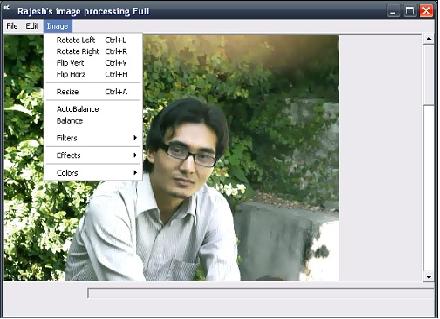 Rajesh's image processing Full
File Edit Image
Rotate Left Ctrl+L
Rotate Right Ctrl+R
Flip Vert Ctrl+V
Flip Horz Ctrl+H
Resize Ctrl+A
AutoBalance
Balance
Filters
Effects
Colors